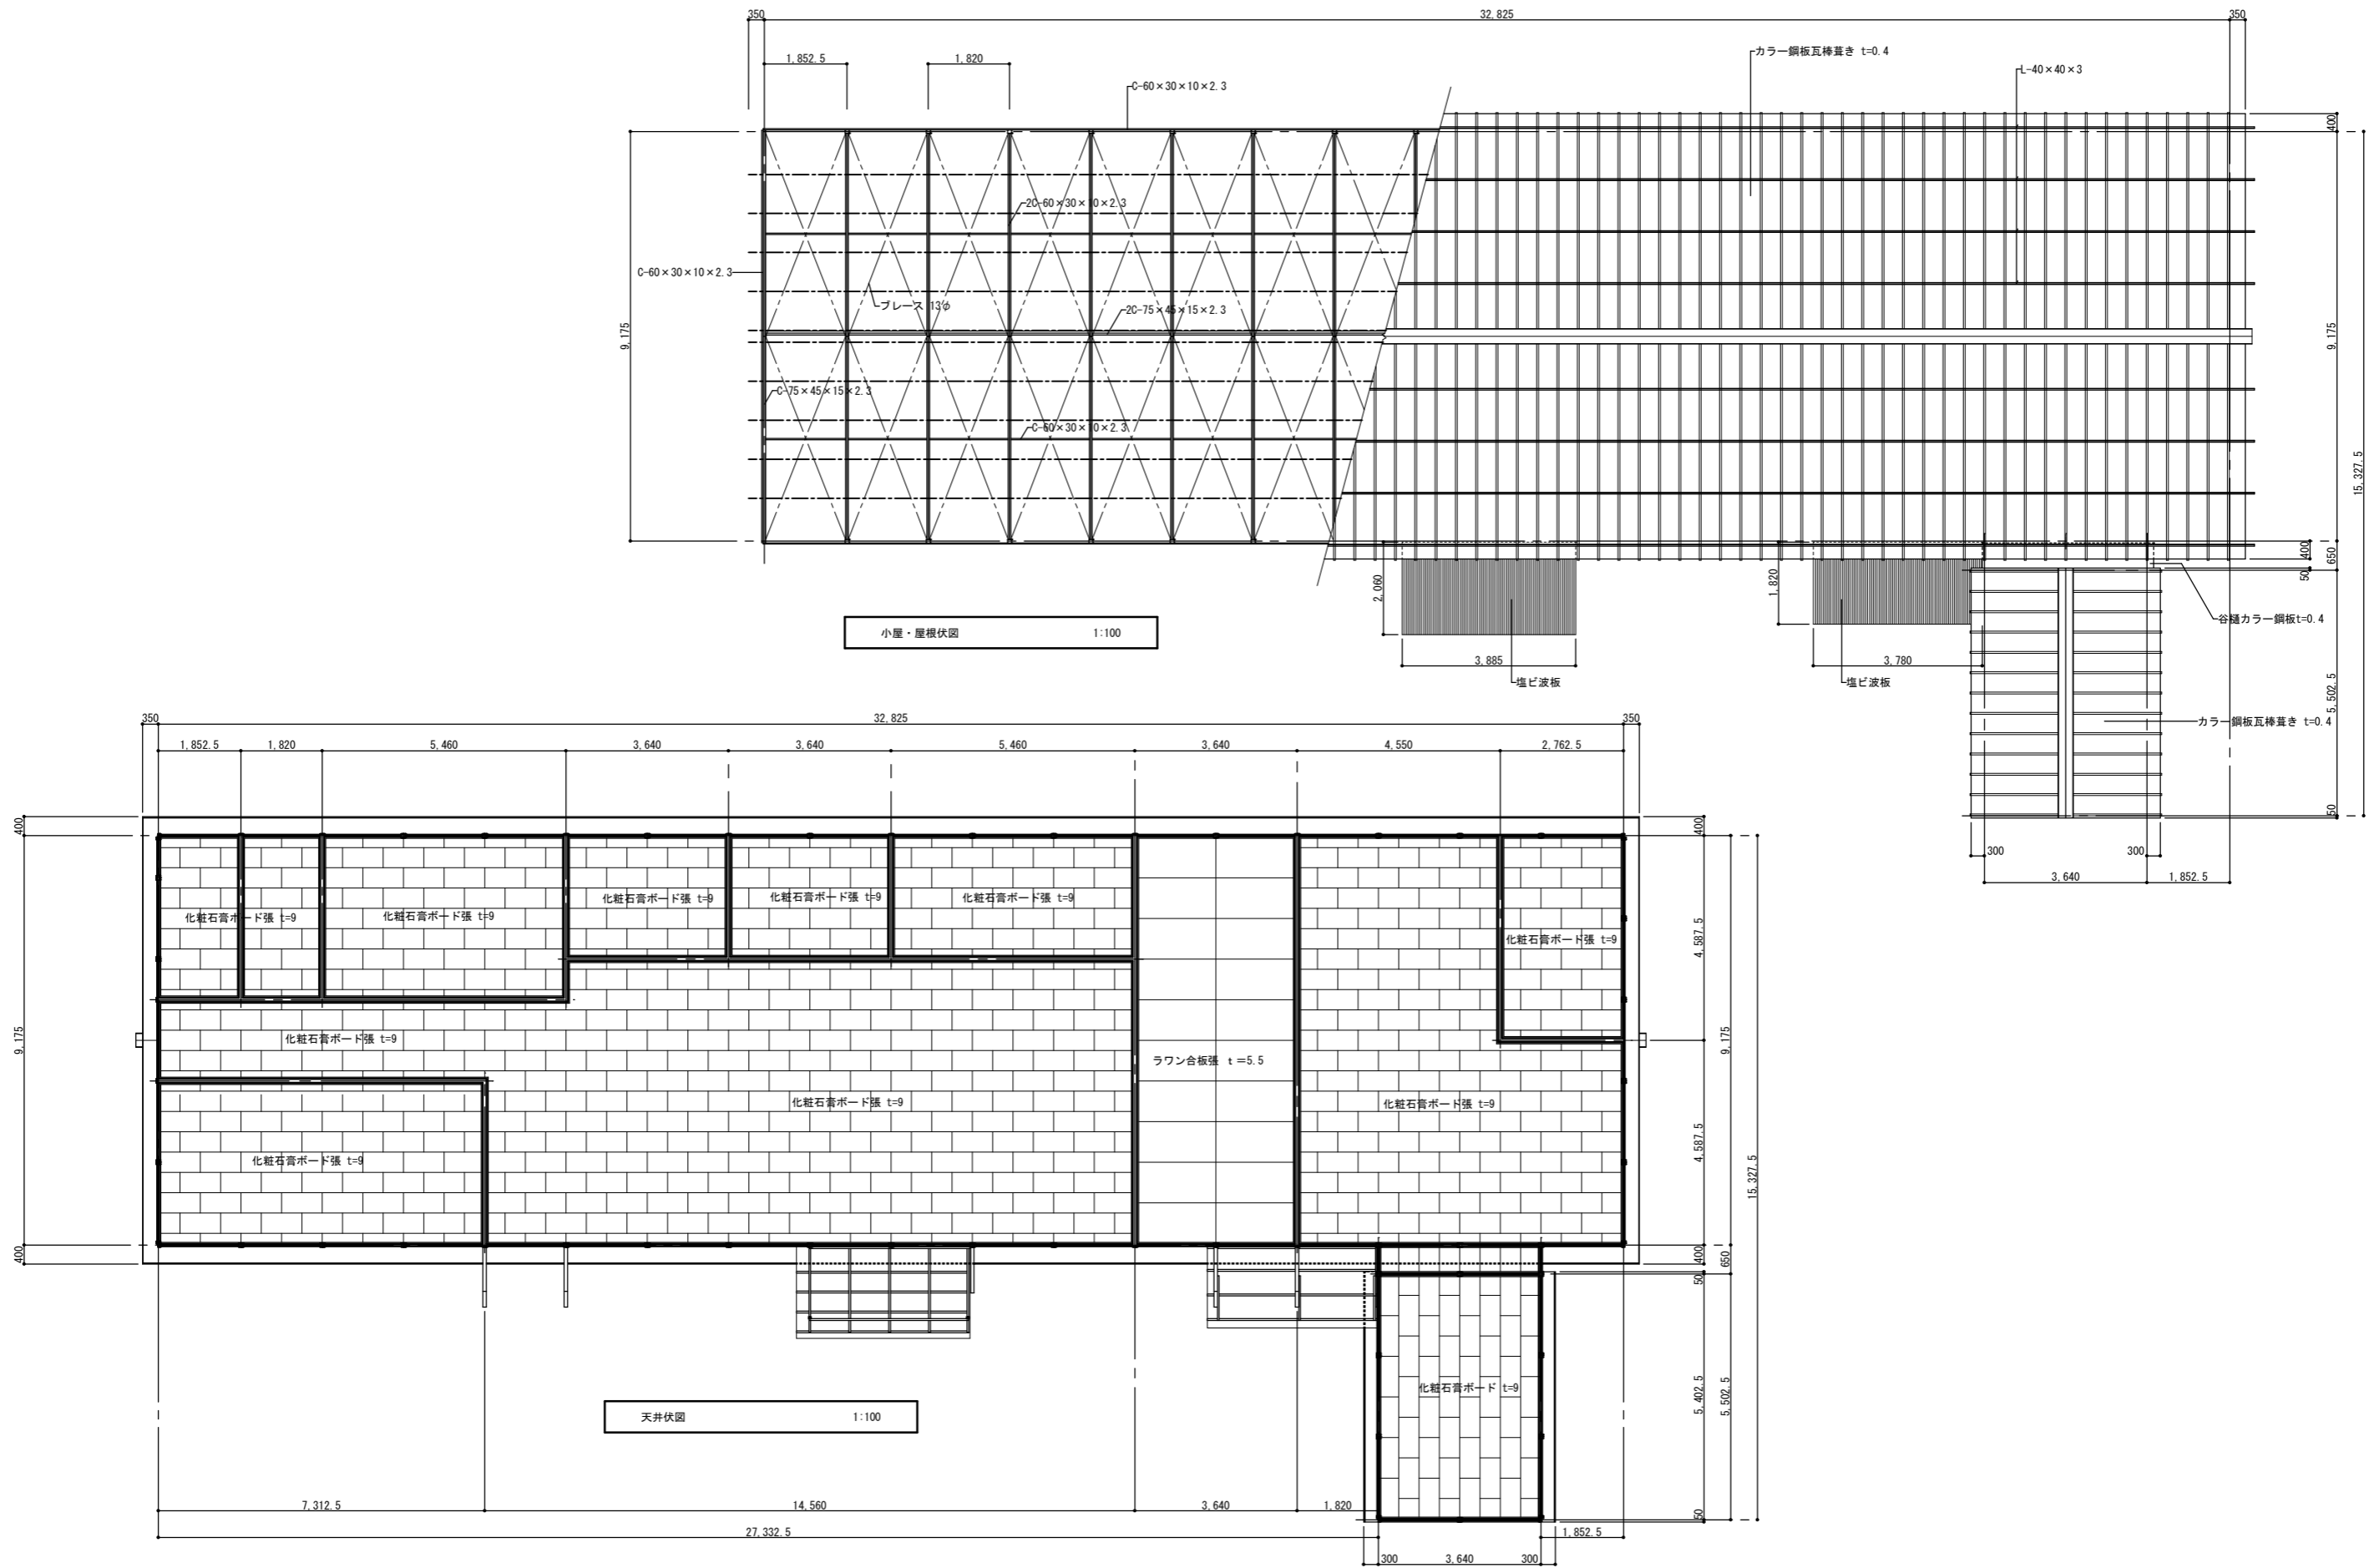 350
32,825
350
1,852.5
1,820
カラー鋼板瓦棒葺き t=0.4
L-40×40×3
C-60×30×10×2.3
400
2C-60×30×10×2.3
C-60×30×10×2.3
ブレース 13φ
2C-75×45×15×2.3
9,175
9,175
C-75×45×15×2.3
C-60×30×10×2.3
15,327.5
400
650
50
2,060
1,820
谷樋カラー鋼板t=0.4
小屋・屋根伏図 1:100
3,885
3,780
塩ビ波板
塩ビ波板
5,502.5
カラー鋼板瓦棒葺き t=0.4
50
300
300
3,640
1,852.5
350
32,825
350
1,852.5
1,820
5,460
3,640
3,640
5,460
3,640
4,550
2,762.5
400
400
化粧石膏ボード張 t=9
化粧石膏ボード張 t=9
化粧石膏ボード張 t=9
化粧石膏ボード張 t=9
化粧石膏ボード張 t=9
化粧石膏ボード張 t=9
4,587.5
9,175
9,175
化粧石膏ボード張 t=9
ラワン合板張 t=5.5
化粧石膏ボード張 t=9
化粧石膏ボード張 t=9
4,587.5
化粧石膏ボード張 t=9
15,327.5
400
400
650
50
化粧石膏ボード t=9
5,402.5
5,502.5
天井伏図 1:100
50
7,312.5
14,560
3,640
1,820
27,332.5
1,852.5
300
3,640
300